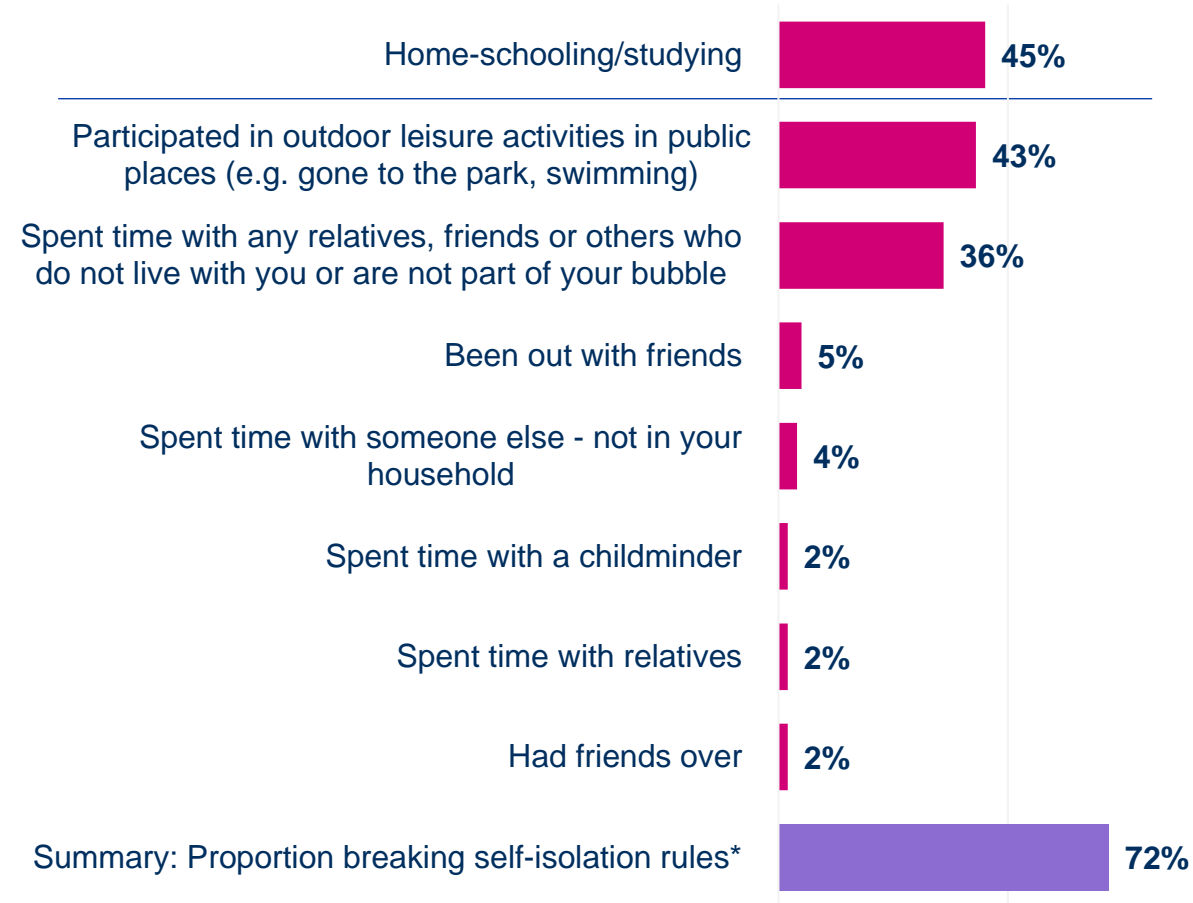 Home-schooling/studying
45%
Participated in outdoor leisure activities in public
places (e.g. gone to the park, swimming)
43%
Spent time with any relatives, friends or others who
do not live with you or are not part of your bubble
36%
Been out with friends
5%
Spent time with someone else - not in your
household
4%
Spent time with a childminder
2%
Spent time with relatives
2%
Had friends over
2%
Summary: Proportion breaking self-isolation rules*
72%